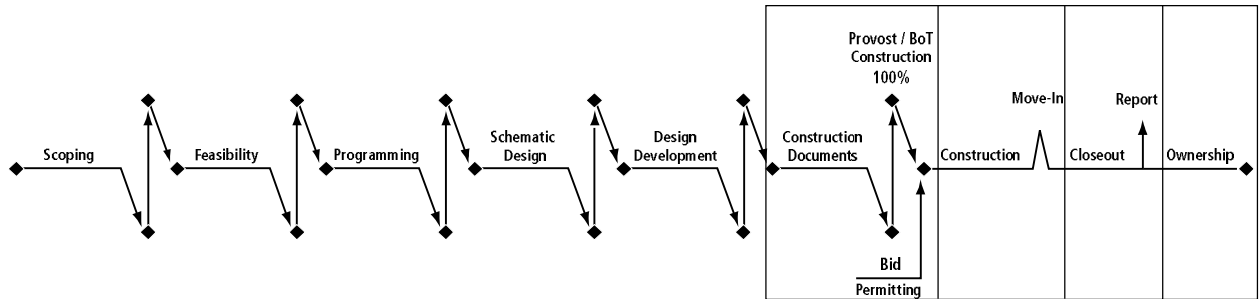 Provost / BoT
Construction
100%
Move-In
Report
Scoping
Feasibility
Programming
Schematic
Design
Design
Development
Construction
Documents
Construction
Closeout
Ownership
Bid
Permitting